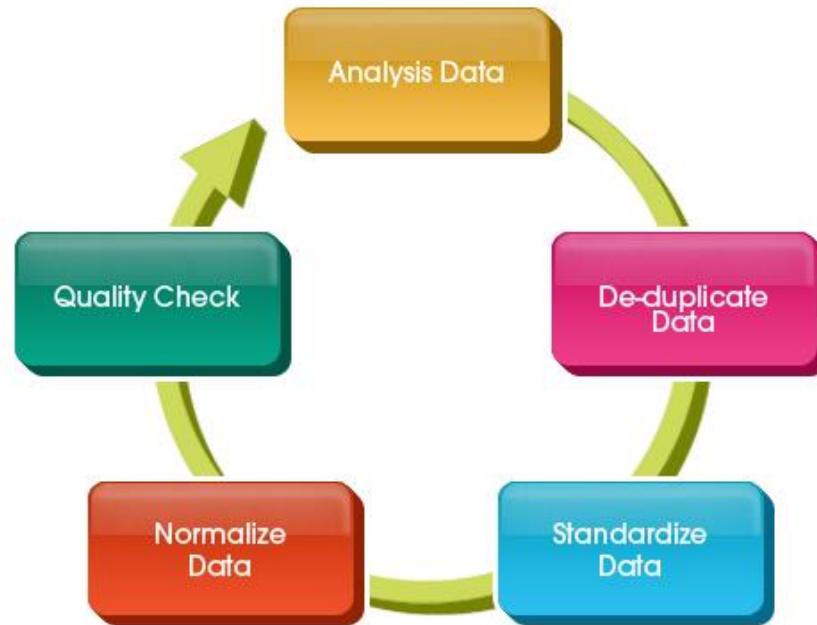 Analysis Data
De-duplicate
Data
Standardize
Data
Normalize
Data
Quality Check